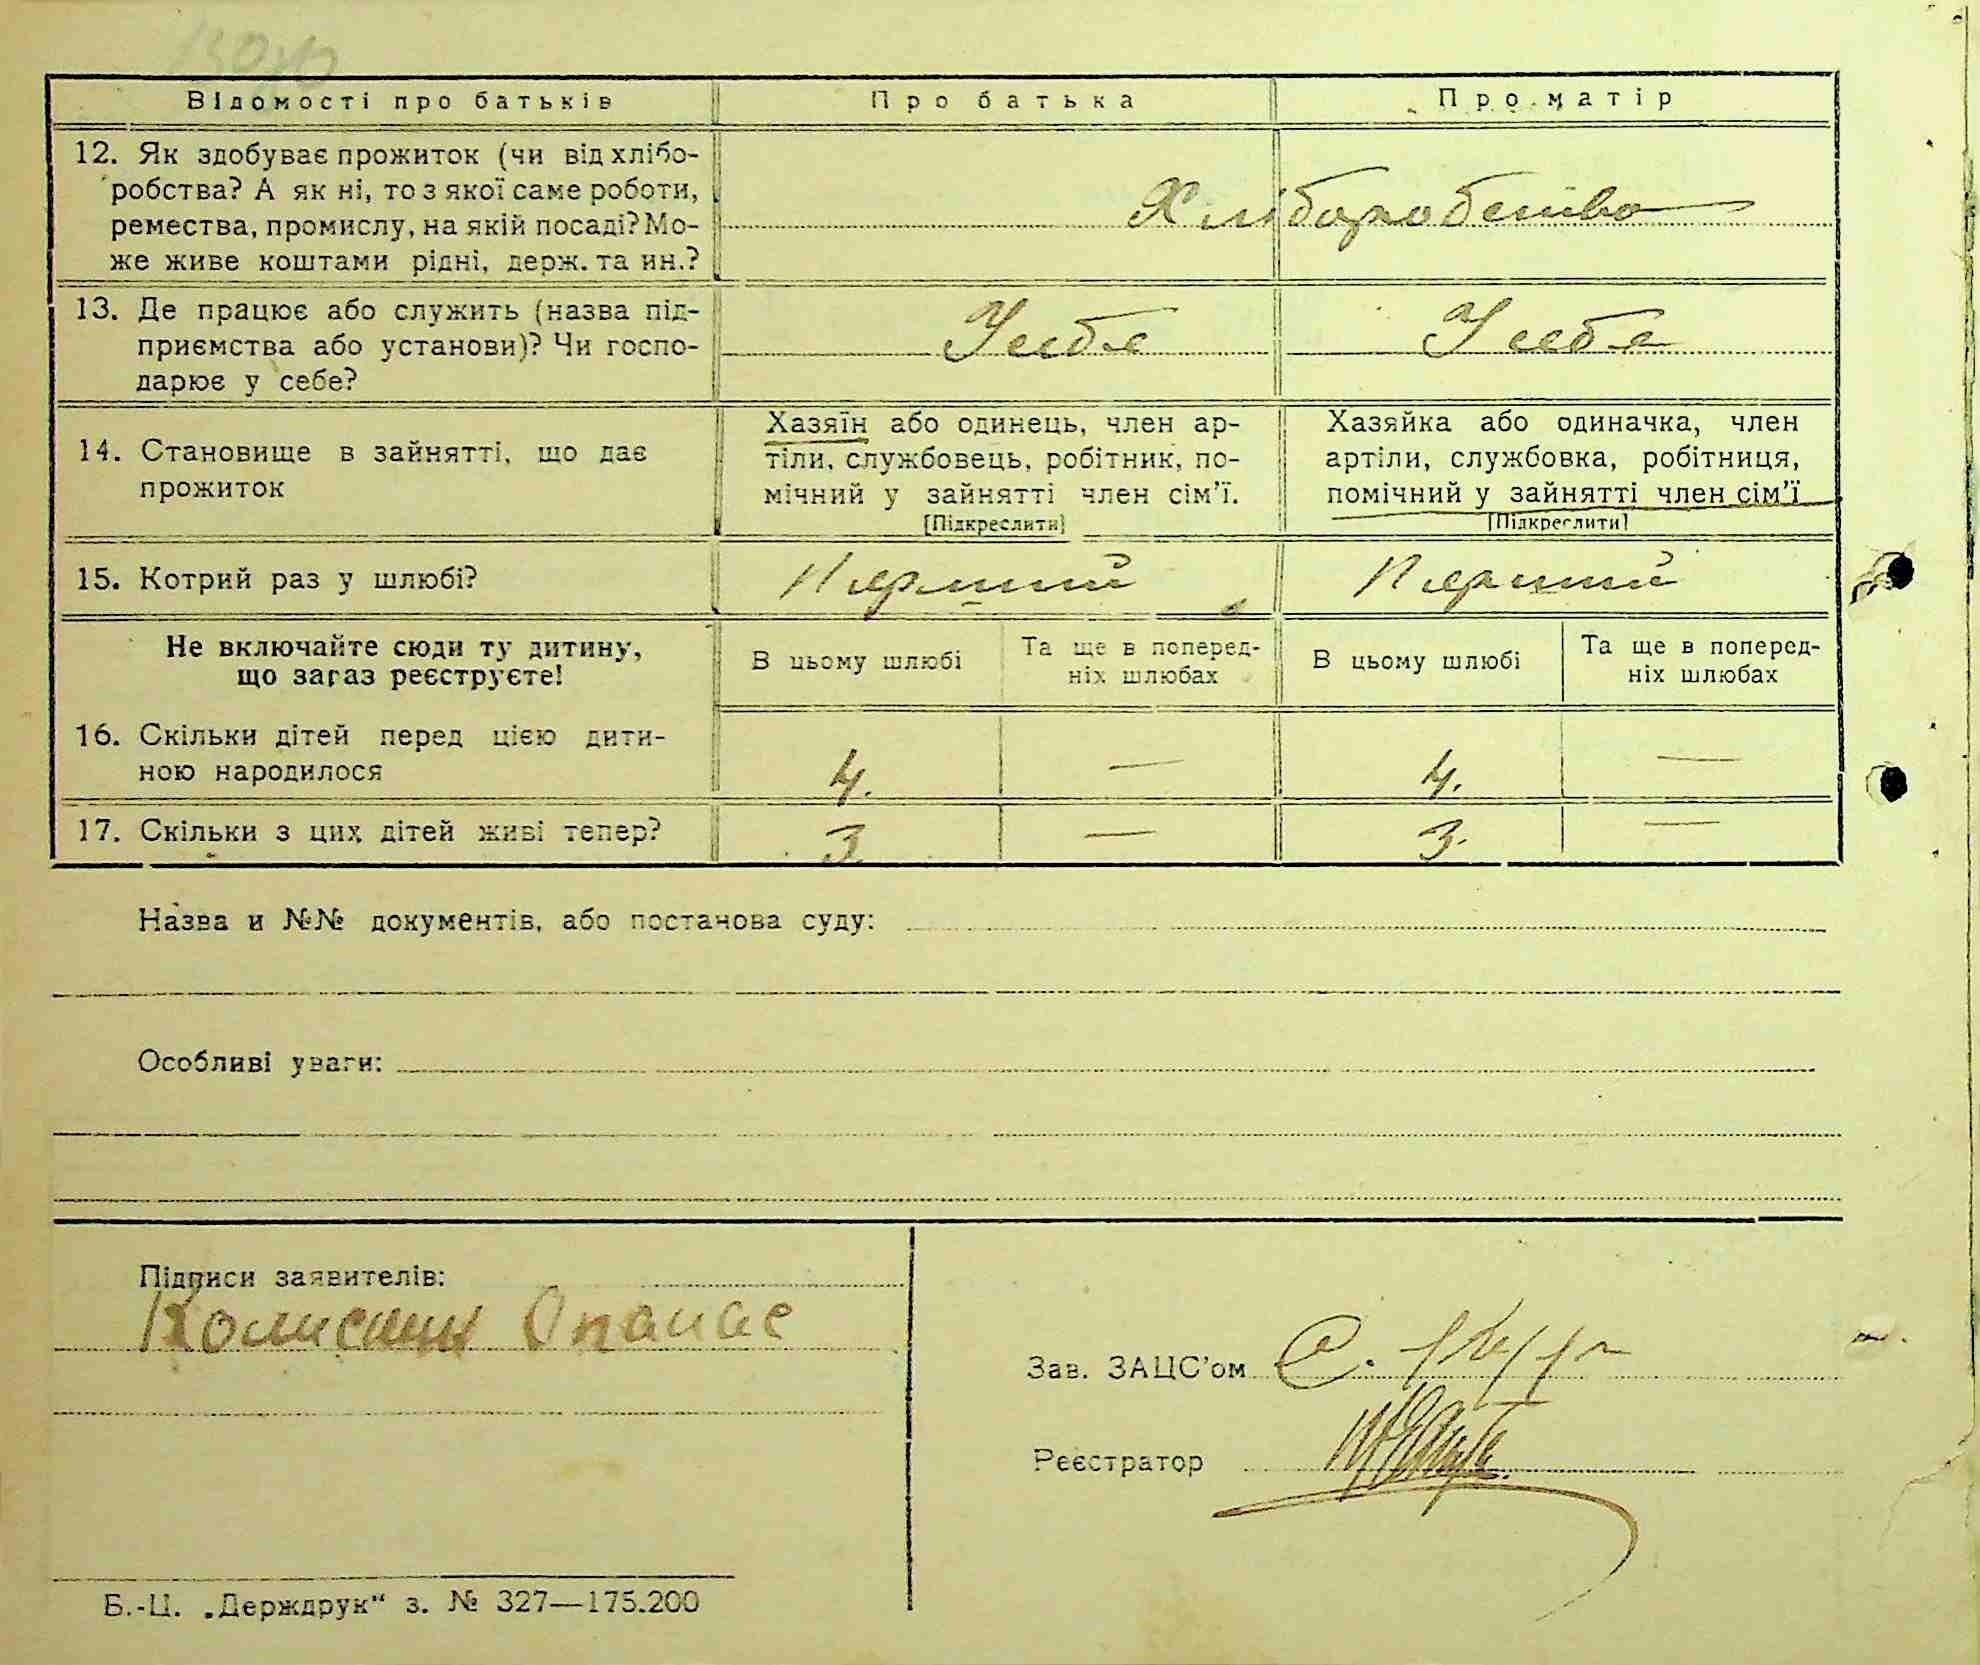 Відомості про батьків
Про батька
Про матір
12. Як здобуває прожиток (чи від хлібо-
робства? А як ні, то з якої саме роботи,
ремества, промислу, на якій посаді? Мо-
же живе коштами рідні, держ. та ин.?
Хліборобство
13. Де працює або служить (назва під-
приємства або установи)? Чи госпо-
дарює у себе?
У себе
У себе
14. Становище в зайнятті, що дає
прожиток
Хазяїн або одинець, член ар-
тіли, службовець, робітник, по-
мічний у зайнятті член сім’ї.
[Підкреслити]
Хазяйка або одиначка, член
артіли, службовка, робітниця,
помічний у зайнятті член сім’ї
[Підкреслити]
15. Котрий раз у шлюбі?
Перший
Перший
Не включайте сюди ту дитину,
що зараз реєструєте!
В цьому шлюбі
Та ще в поперед-
ніх шлюбах
В цьому шлюбі
Та ще в поперед-
ніх шлюбах
16. Скільки дітей перед цією дити-
ною народилося
4. — 4. —
17. Скільки з цих дітей живі тепер?
3 — 3. —
Назва и №№ документів, або постанова суду:
Особливі уваги:
Підписи заявителів:
Опанас
Зав. ЗАЦС’ом
Реєстратор
Б.-Ц. „Держдрук“ з. № 327—175.200